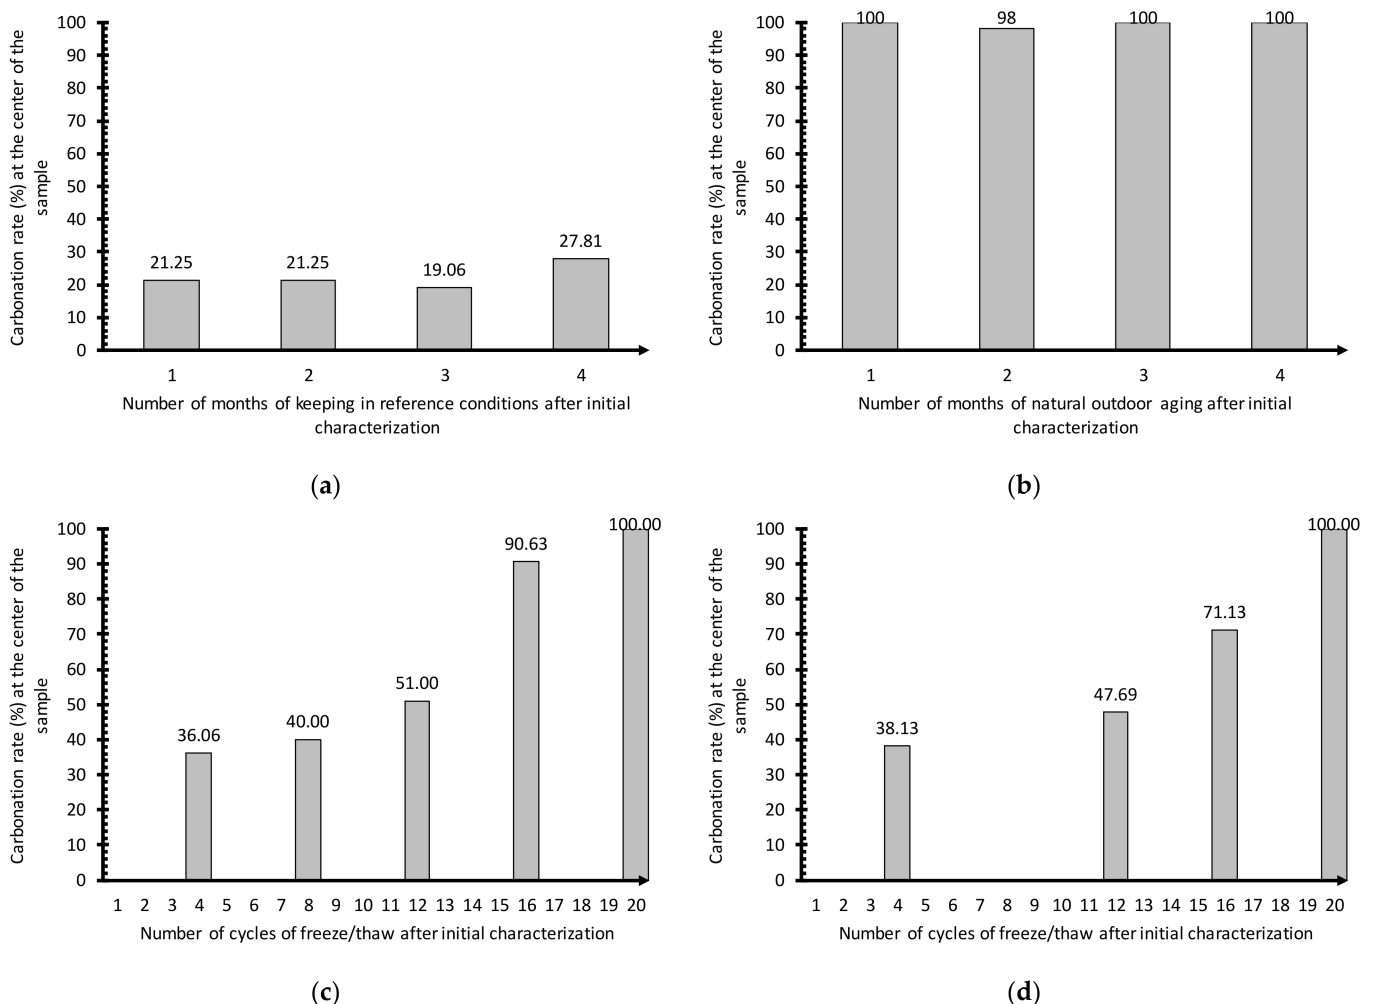 Carbonation rate (%) at the center of the
sample
100
90
80
70
60
50
40
30
20
10
0
21.25
21.25
19.06
27.81
1 2 3 4
Number of months of keeping in reference conditions after initial
characterization
(a)
Carbonation rate (%) at the center of the
sample
100
90
80
70
60
50
40
30
20
10
0
100
98
100
100
1 2 3 4
Number of months of natural outdoor aging after initial
characterization
(b)
Carbonation rate (%) at the center of the
sample
100
90
80
70
60
50
40
30
20
10
0
36.06
40.00
51.00
90.63
100.00
1 2 3 4 5 6 7 8 9 10 11 12 13 14 15 16 17 18 19 20
Number of cycles of freeze/thaw after initial characterization
(c)
Carbonation rate (%) at the center of the
sample
100
90
80
70
60
50
40
30
20
10
0
38.13
47.69
71.13
100.00
1 2 3 4 5 6 7 8 9 10 11 12 13 14 15 16 17 18 19 20
Number of cycles of freeze/thaw after initial characterization
(d)